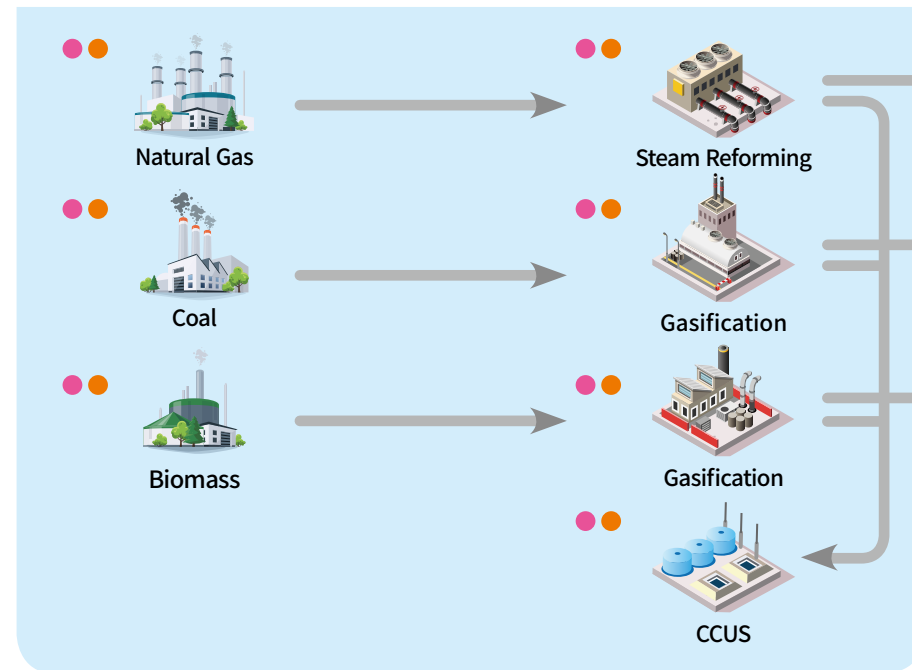 Natural Gas
Steam Reforming
Coal
Gasification
Biomass
Gasification
CCUS